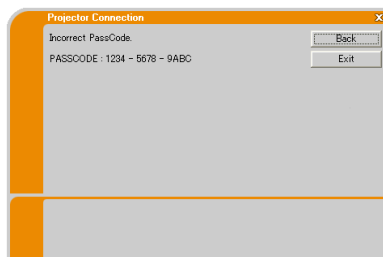 Projector Connection
X
Incorrect PassCode.
Back
PASSCODE : 1234 - 5678 - 9ABC
Exit